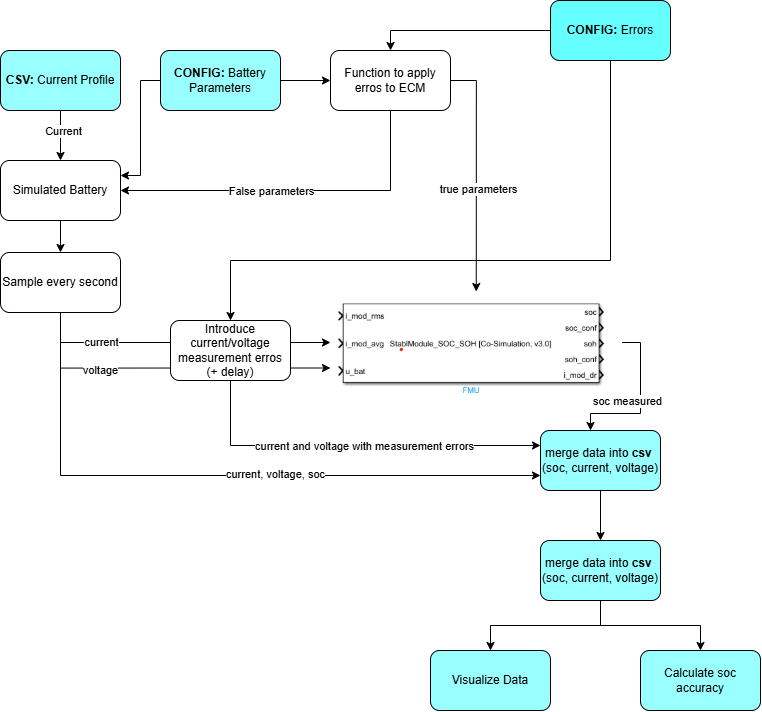 CONFIG: Errors
CSV: Current Profile
CONFIG: Battery
Parameters
Function to apply
erros to ECM
Current
Simulated Battery
False parameters
true parameters
Sample every second
current
voltage
Introduce
current/voltage
measurement erros
(+ delay)
i_mod_rms
i_mod_avg
u_bat
StablModule_SOC_SOH [Co-Simulation, v3.0]
soc
soc_conf
soh
soh_conf
i_mod_dr
FMU
soc measured
current and voltage with measurement errors
current, voltage, soc
merge data into csv
(soc, current, voltage)
merge data into csv
(soc, current, voltage)
Visualize Data
Calculate soc
accuracy